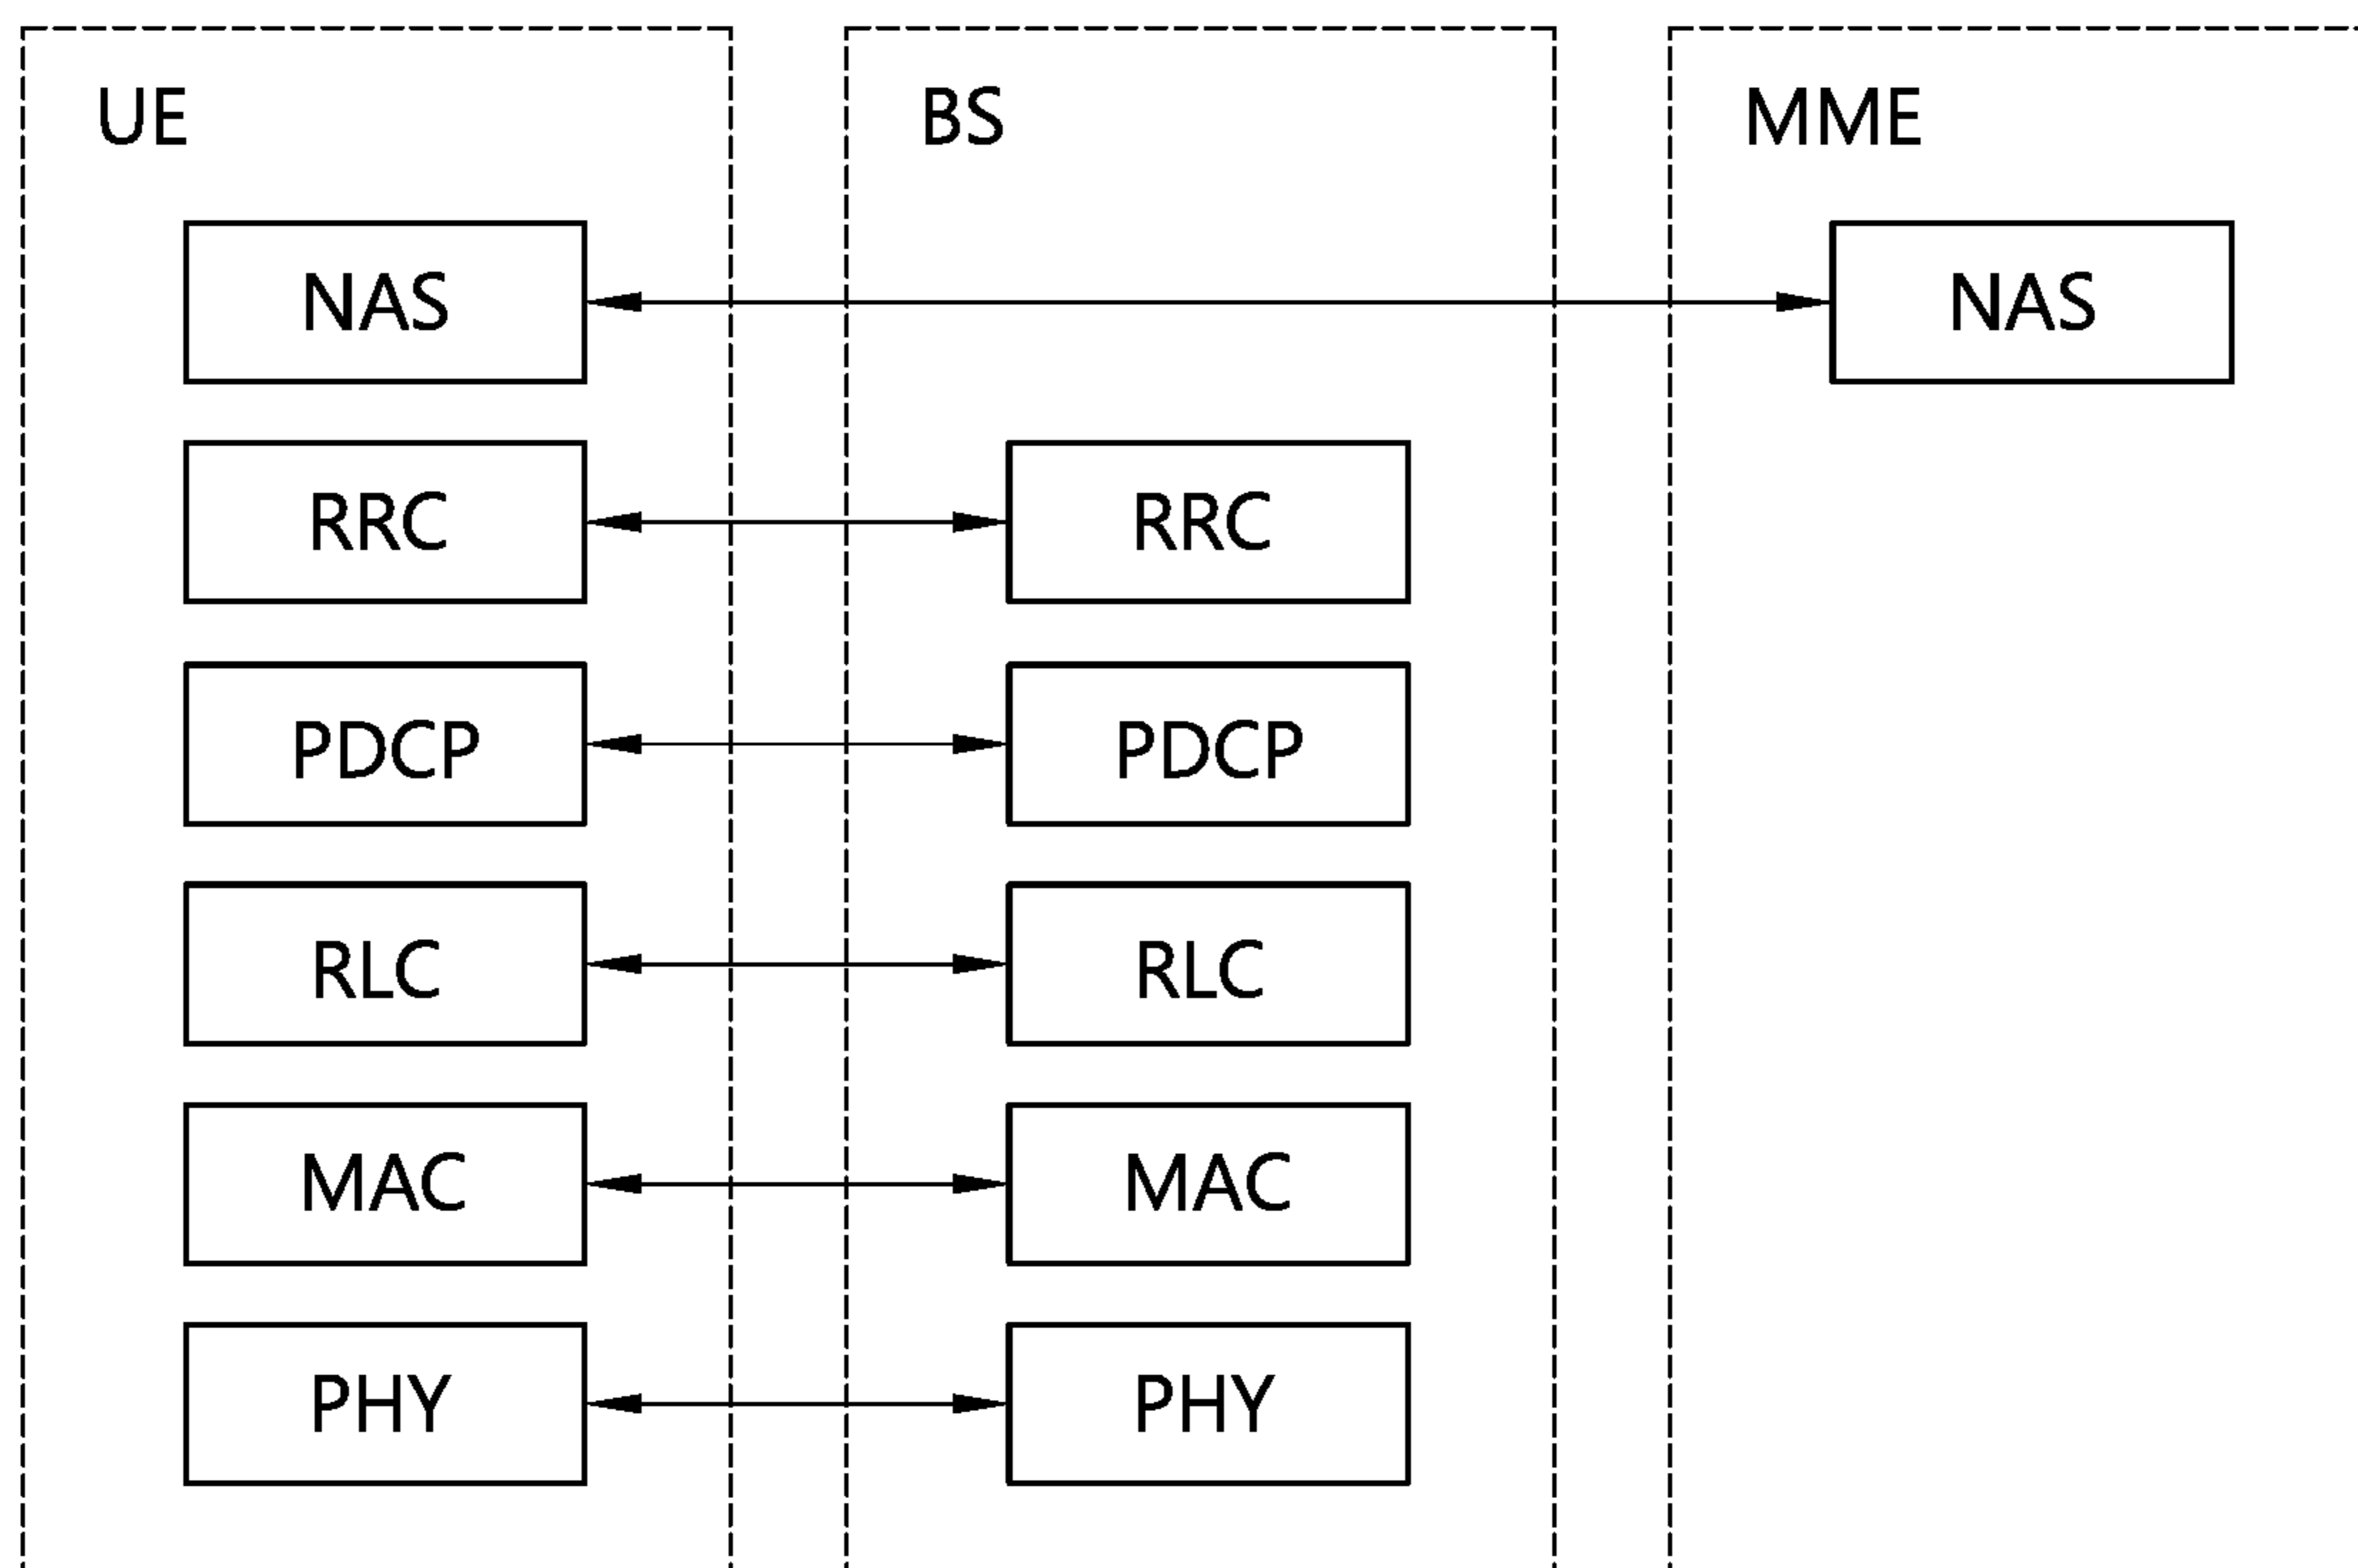 UE
BS
MME
NAS
NAS
RRC
RRC
PDCP
PDCP
RLC
RLC
MAC
MAC
PHY
PHY